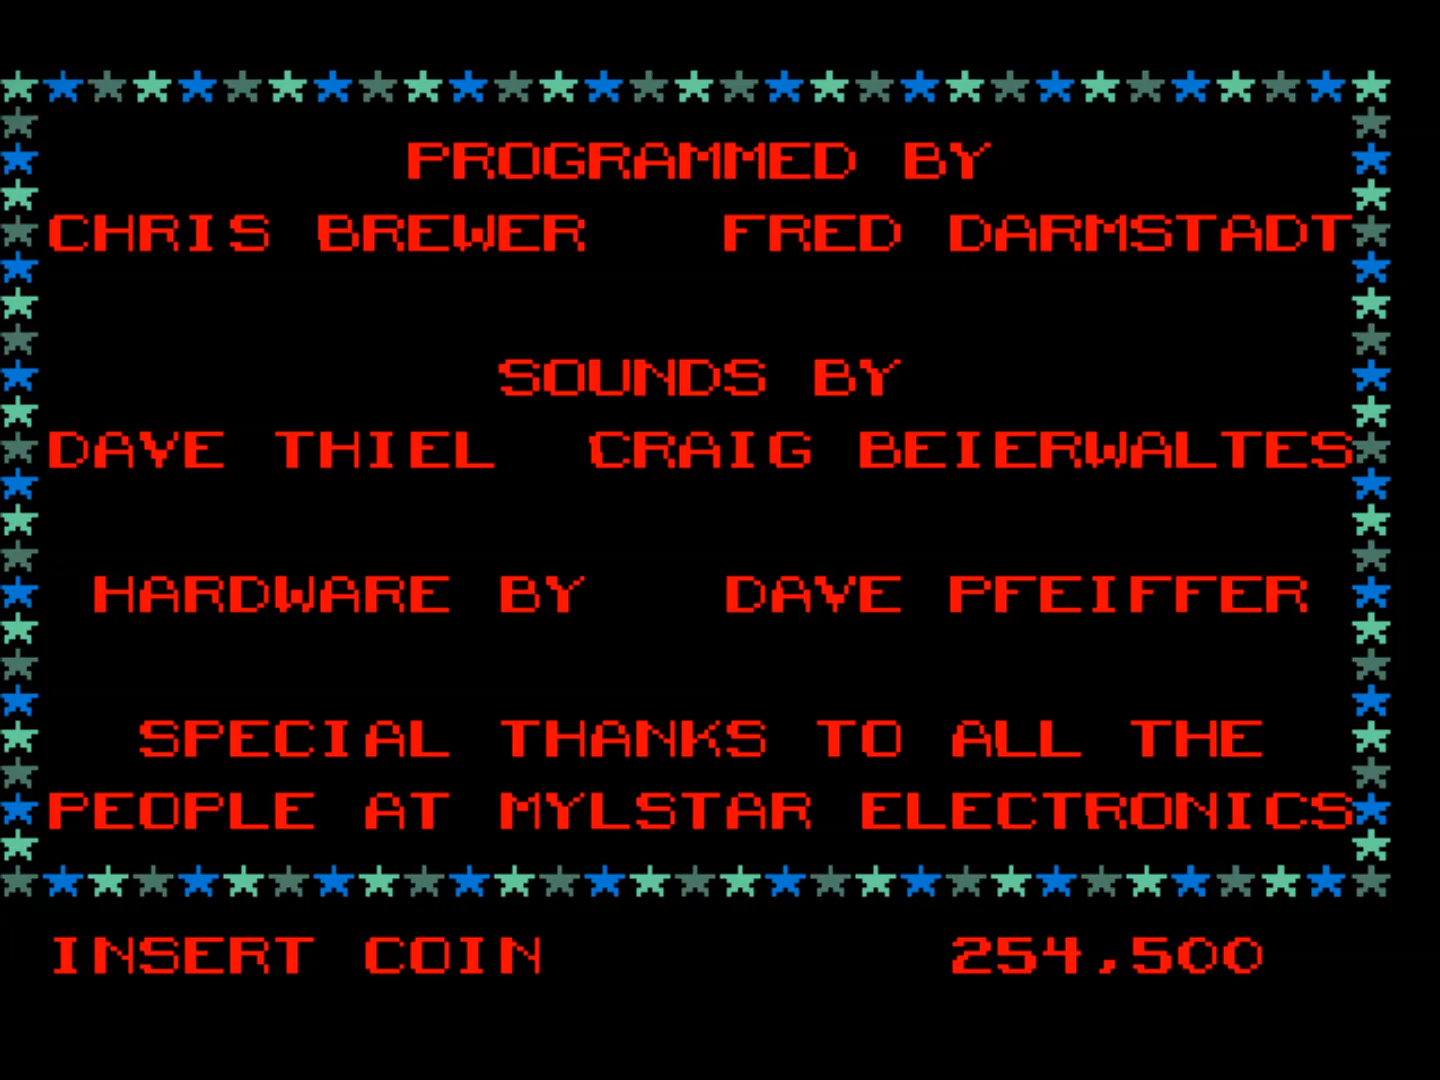 PROGRAMMED BY
CHRIS BREWER FRED DARMSTADT
SOUNDS BY
DAVE THIEL CRAIG BEIERWALTES
HARDWARE BY DAVE PFEIFFER
SPECIAL THANKS TO ALL THE
PEOPLE AT MYLSTAR ELECTRONICS
INSERT COIN 254,500